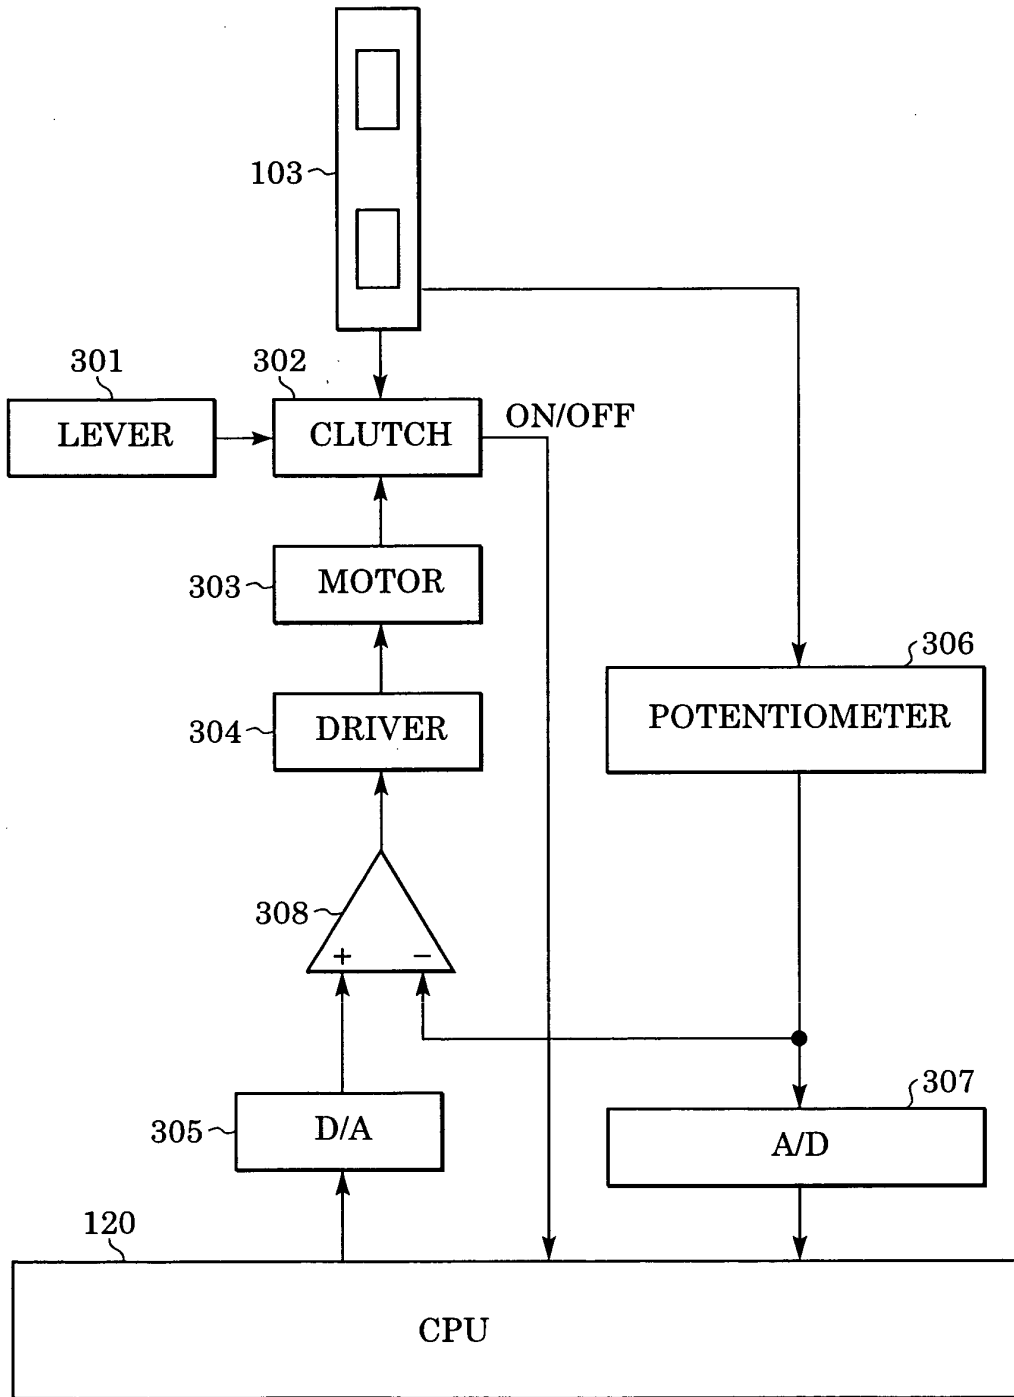 103
301
302
LEVER
CLUTCH
ON/OFF
303
MOTOR
306
304
DRIVER
POTENTIOMETER
308
+
−
307
305
D/A
A/D
120
CPU